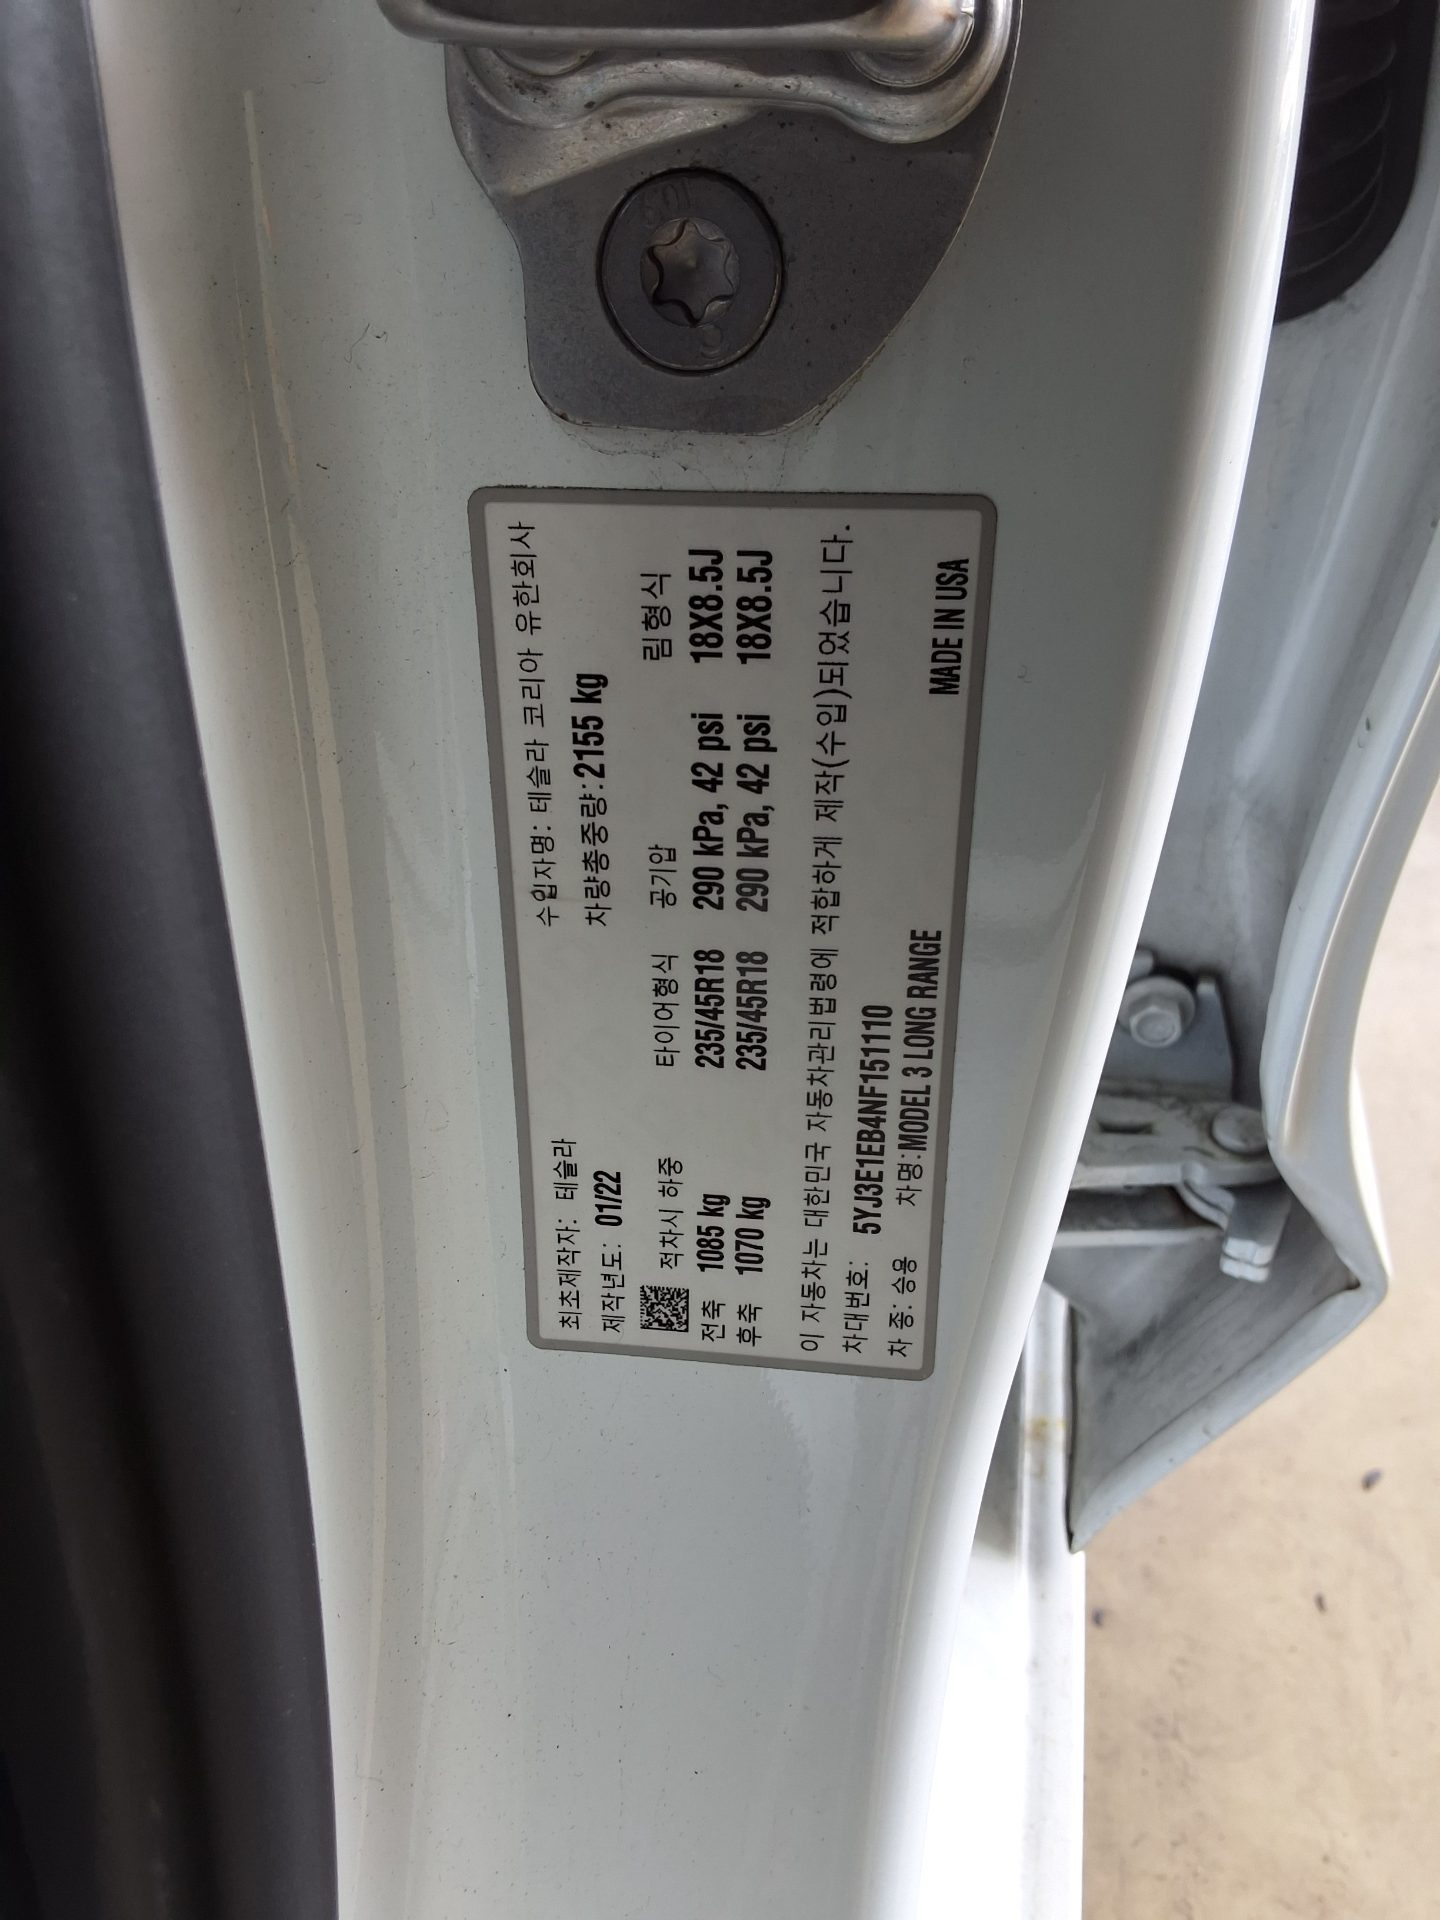 최초제작자: 테슬라 수입자명: 테슬라 코리아 유한회사
제작년도: 01/22 차량총중량: 2155 kg
적차시 하중 타이어형식 공기압 림형식
전축 1085 kg 235/45R18 290 kPa, 42 psi 18X8.5J
후축 1070 kg 235/45R18 290 kPa, 42 psi 18X8.5J
이 자동차는 대한민국 자동차관리법령에 적합하게 제작(수입)되었습니다.
차대번호: 5YJ3E1EB4NF151110
차 종: 승용 차명: MODEL 3 LONG RANGE MADE IN USA